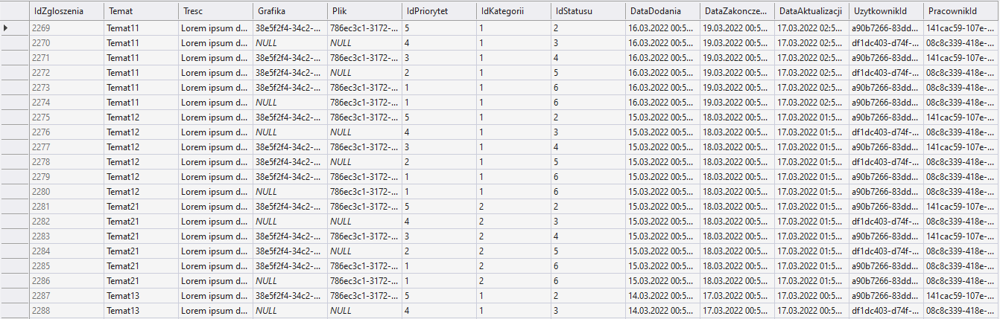 IdZgloszenia Temat Tresc Grafika Plik IdPriorytet IdKategorii IdStatusu DataDodania DataZakoncze... DataAktualizacji UzytkownikId PracownikId
2269 Temat11 Lorem ipsum d... 38e5f2f4-34c2-... 786ec3c1-3172-... 5 1 2 16.03.2022 00:5... 19.03.2022 00:5... 17.03.2022 02:5... a90b7266-83dd... 141cac59-107e-...
2270 Temat11 Lorem ipsum d... NULL NULL 4 1 3 16.03.2022 00:5... 19.03.2022 00:5... 17.03.2022 02:5... df1dc403-d74f-... 08c8c339-418e-...
2271 Temat11 Lorem ipsum d... 38e5f2f4-34c2-... 786ec3c1-3172-... 3 1 4 16.03.2022 00:5... 19.03.2022 00:5... 17.03.2022 02:5... a90b7266-83dd... 141cac59-107e-...
2272 Temat11 Lorem ipsum d... 38e5f2f4-34c2-... NULL 2 1 5 16.03.2022 00:5... 19.03.2022 00:5... 17.03.2022 02:5... df1dc403-d74f-... 08c8c339-418e-...
2273 Temat11 Lorem ipsum d... 38e5f2f4-34c2-... 786ec3c1-3172-... 1 1 6 16.03.2022 00:5... 19.03.2022 00:5... 17.03.2022 02:5... a90b7266-83dd... 08c8c339-418e-...
2274 Temat11 Lorem ipsum d... NULL 786ec3c1-3172-... 1 1 6 16.03.2022 00:5... 19.03.2022 00:5... 17.03.2022 02:5... a90b7266-83dd... 08c8c339-418e-...
2275 Temat12 Lorem ipsum d... 38e5f2f4-34c2-... 786ec3c1-3172-... 5 1 2 15.03.2022 00:5... 18.03.2022 00:5... 17.03.2022 01:5... a90b7266-83dd... 141cac59-107e-...
2276 Temat12 Lorem ipsum d... NULL NULL 4 1 3 15.03.2022 00:5... 18.03.2022 00:5... 17.03.2022 01:5... df1dc403-d74f-... 08c8c339-418e-...
2277 Temat12 Lorem ipsum d... 38e5f2f4-34c2-... 786ec3c1-3172-... 3 1 4 15.03.2022 00:5... 18.03.2022 00:5... 17.03.2022 01:5... a90b7266-83dd... 141cac59-107e-...
2278 Temat12 Lorem ipsum d... 38e5f2f4-34c2-... NULL 2 1 5 15.03.2022 00:5... 18.03.2022 00:5... 17.03.2022 01:5... df1dc403-d74f-... 08c8c339-418e-...
2279 Temat12 Lorem ipsum d... 38e5f2f4-34c2-... 786ec3c1-3172-... 1 1 6 15.03.2022 00:5... 18.03.2022 00:5... 17.03.2022 01:5... a90b7266-83dd... 08c8c339-418e-...
2280 Temat12 Lorem ipsum d... NULL 786ec3c1-3172-... 1 1 6 15.03.2022 00:5... 18.03.2022 00:5... 17.03.2022 01:5... a90b7266-83dd... 08c8c339-418e-...
2281 Temat21 Lorem ipsum d... 38e5f2f4-34c2-... 786ec3c1-3172-... 5 2 2 15.03.2022 00:5... 18.03.2022 00:5... 17.03.2022 01:5... a90b7266-83dd... 141cac59-107e-...
2282 Temat21 Lorem ipsum d... NULL NULL 4 2 3 15.03.2022 00:5... 18.03.2022 00:5... 17.03.2022 01:5... df1dc403-d74f-... 08c8c339-418e-...
2283 Temat21 Lorem ipsum d... 38e5f2f4-34c2-... 786ec3c1-3172-... 3 2 4 15.03.2022 00:5... 18.03.2022 00:5... 17.03.2022 01:5... a90b7266-83dd... 141cac59-107e-...
2284 Temat21 Lorem ipsum d... 38e5f2f4-34c2-... NULL 2 2 5 15.03.2022 00:5... 18.03.2022 00:5... 17.03.2022 01:5... df1dc403-d74f-... 08c8c339-418e-...
2285 Temat21 Lorem ipsum d... 38e5f2f4-34c2-... 786ec3c1-3172-... 1 2 6 15.03.2022 00:5... 18.03.2022 00:5... 17.03.2022 01:5... a90b7266-83dd... 08c8c339-418e-...
2286 Temat21 Lorem ipsum d... NULL 786ec3c1-3172-... 1 2 6 15.03.2022 00:5... 18.03.2022 00:5... 17.03.2022 01:5... a90b7266-83dd... 08c8c339-418e-...
2287 Temat13 Lorem ipsum d... 38e5f2f4-34c2-... 786ec3c1-3172-... 5 1 2 14.03.2022 00:5... 17.03.2022 00:5... 17.03.2022 00:5... a90b7266-83dd... 141cac59-107e-...
2288 Temat13 Lorem ipsum d... NULL NULL 4 1 3 14.03.2022 00:5... 17.03.2022 00:5... 17.03.2022 00:5... df1dc403-d74f-... 08c8c339-418e-...